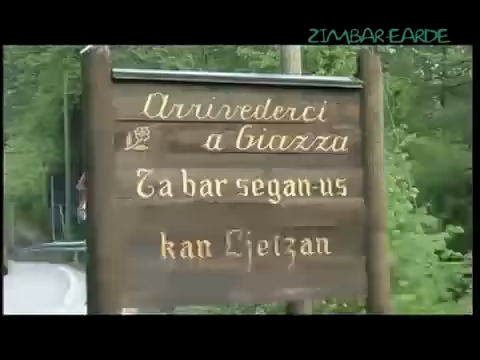 ZIMBAR EARDE
Arrivederci
a Giazza
Ta bar segan-us
kan Ljetzan